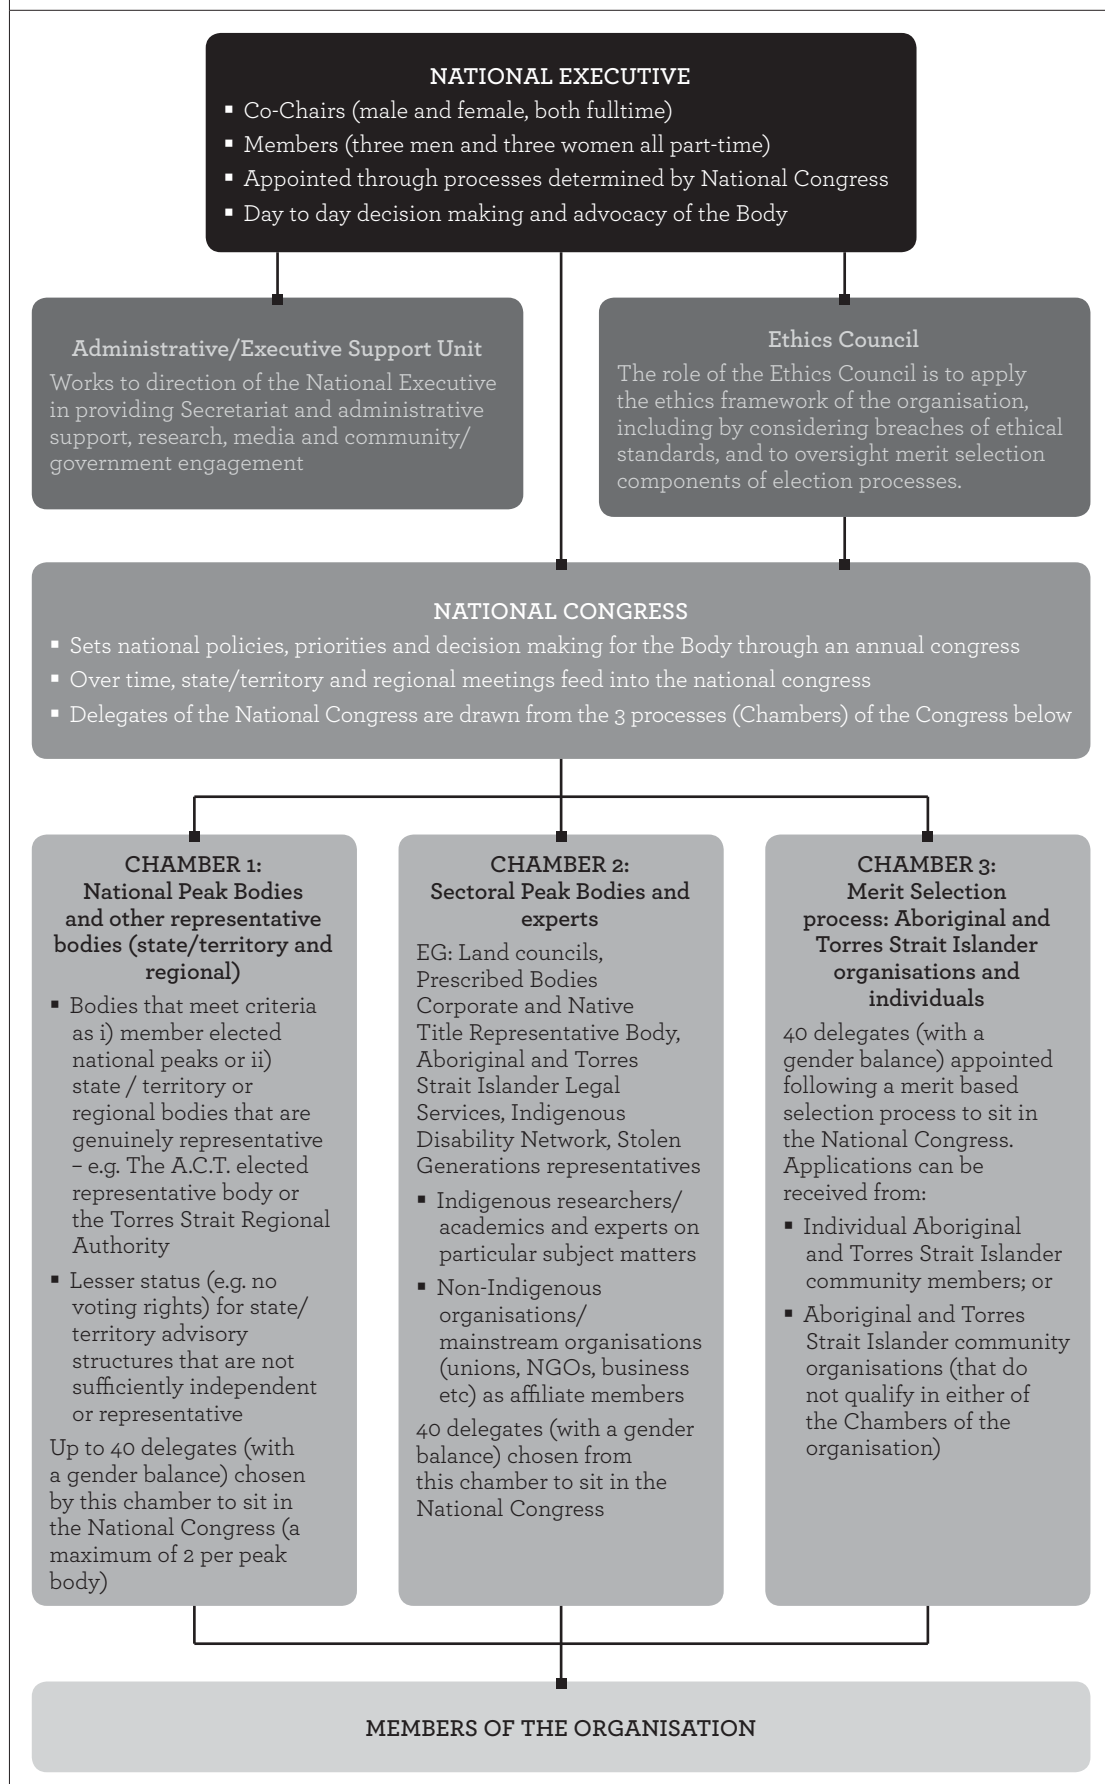 NATIONAL EXECUTIVE
▪ Co-Chairs (male and female, both fulltime)
▪ Members (three men and three women all part-time)
▪ Appointed through processes determined by National Congress
▪ Day to day decision making and advocacy of the Body
Administrative/Executive Support Unit
Works to direction of the National Executive
in providing Secretariat and administrative
support, research, media and community/
government engagement
Ethics Council
The role of the Ethics Council is to apply
the ethics framework of the organisation,
including by considering breaches of ethical
standards, and to oversight merit selection
components of election processes.
NATIONAL CONGRESS
▪ Sets national policies, priorities and decision making for the Body through an annual congress
▪ Over time, state/territory and regional meetings feed into the national congress
▪ Delegates of the National Congress are drawn from the 3 processes (Chambers) of the Congress below
CHAMBER 1:
National Peak Bodies
and other representative
bodies (state/territory and
regional)
▪ Bodies that meet criteria
as i) member elected
national peaks or ii)
state / territory or
regional bodies that are
genuinely representative
– e.g. The A.C.T. elected
representative body or
the Torres Strait Regional
Authority
▪ Lesser status (e.g. no
voting rights) for state/
territory advisory
structures that are not
sufficiently independent
or representative
Up to 40 delegates (with
a gender balance) chosen
by this chamber to sit in
the National Congress (a
maximum of 2 per peak
body)
CHAMBER 2:
Sectoral Peak Bodies and
experts
EG: Land councils,
Prescribed Bodies
Corporate and Native
Title Representative Body,
Aboriginal and Torres
Strait Islander Legal
Services, Indigenous
Disability Network, Stolen
Generations representatives
▪ Indigenous researchers/
academics and experts on
particular subject matters
▪ Non-Indigenous
organisations/
mainstream organisations
(unions, NGOs, business
etc) as affiliate members
40 delegates (with a gender
balance) chosen from
this chamber to sit in the
National Congress
CHAMBER 3:
Merit Selection
process: Aboriginal and
Torres Strait Islander
organisations and
individuals
40 delegates (with a
gender balance) appointed
following a merit based
selection process to sit in
the National Congress.
Applications can be
received from:
▪ Individual Aboriginal
and Torres Strait Islander
community members; or
▪ Aboriginal and Torres
Strait Islander community
organisations (that do
not qualify in either of
the Chambers of the
organisation)
MEMBERS OF THE ORGANISATION